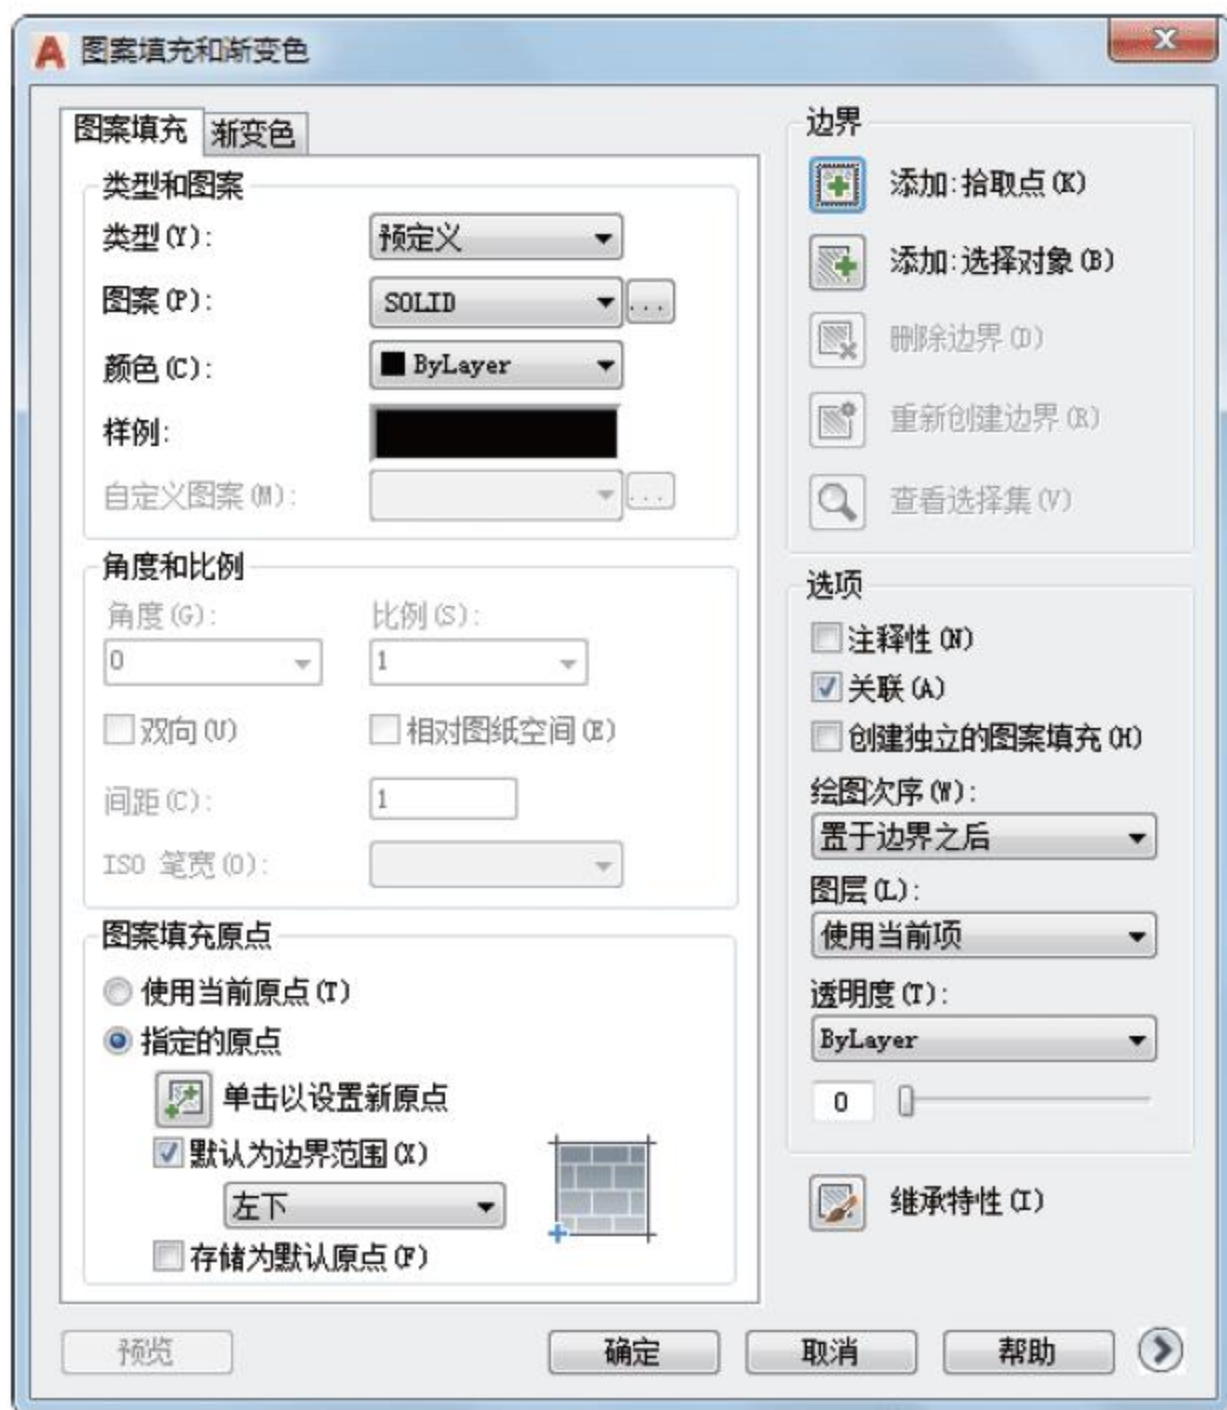 图案填充和渐变色
图案填充 渐变色
类型和图案
类型(Y): 预定义
图案(P): SOLID ...
颜色(C): ByLayer
样例:
自定义图案(M): ...
角度和比例
角度(G): 比例(S):
0 1
双向(U) 相对图纸空间(E)
间距(C): 1
ISO 笔宽(O):
图案填充原点
使用当前原点(T)
指定的原点
单击以设置新原点
默认为边界范围(X)
左下
存储为默认原点(F)
边界
添加:拾取点(K)
添加:选择对象(B)
删除边界(D)
重新创建边界(R)
查看选择集(V)
选项
注释性(N)
关联(A)
创建独立的图案填充(H)
绘图次序(W):
置于边界之后
图层(L):
使用当前项
透明度(T):
ByLayer
0
继承特性(I)
预览 确定 取消 帮助